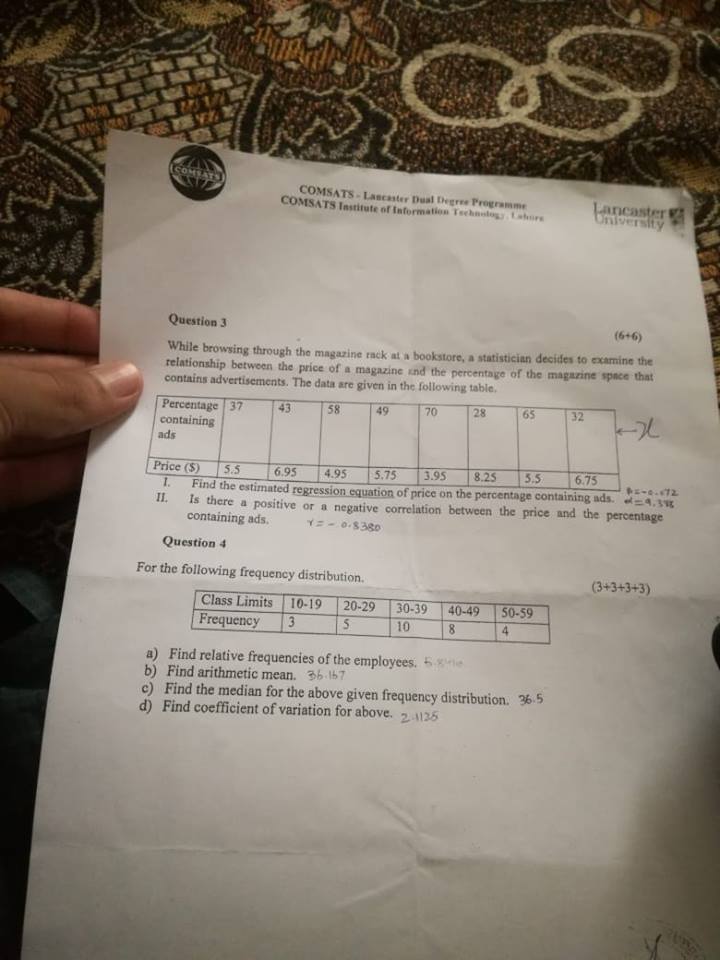 COMSATS
COMSATS - Lancaster Dual Degree Programme
COMSATS Institute of Information Technology, Lahore
Lancaster
University
Question 3
(6+6)
While browsing through the magazine rack at a bookstore, a statistician decides to examine the
relationship between the price of a magazine and the percentage of the magazine space that
contains advertisements. The data are given in the following table.
Percentage containing ads 37 43 58 49 70 28 65 32 ←x
Price ($) 5.5 6.95 4.95 5.75 3.95 8.25 5.5 6.75
I. Find the estimated regression equation of price on the percentage containing ads. β=-0.072
α=9.388
II. Is there a positive or a negative correlation between the price and the percentage
containing ads. r = - 0.8380
Question 4
For the following frequency distribution.
(3+3+3+3)
Class Limits 10-19 20-29 30-39 40-49 50-59
Frequency 3 5 10 8 4
a) Find relative frequencies of the employees.
b) Find arithmetic mean. 36.167
c) Find the median for the above given frequency distribution. 36.5
d) Find coefficient of variation for above. 2.1125